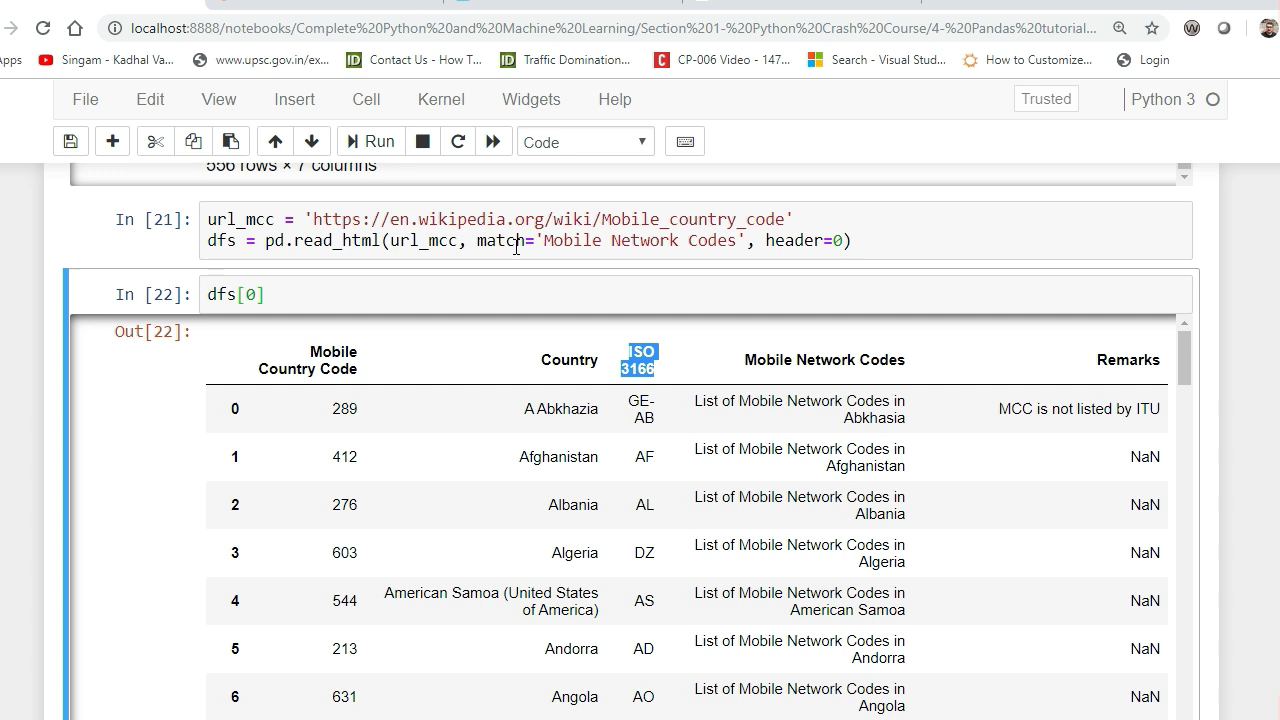 localhost:8888/notebooks/Complete%20Python%20and%20Machine%20Learning/Section%201-%20Python%20Crash%20Course/4-%20Pandas%20tutorial...
Apps Singam - Kadhal Va... www.upsc.gov.in/ex... Contact Us - How T... Traffic Domination... CP-006 Video - 147... Search - Visual Stud... How to Customize... Login
File Edit View Insert Cell Kernel Widgets Help Trusted Python 3
Run Code
556 rows × 7 columns
In [21]: url_mcc = 'https://en.wikipedia.org/wiki/Mobile_country_code'
dfs = pd.read_html(url_mcc, match='Mobile Network Codes', header=0)
In [22]: dfs[0]
Out[22]:
Mobile Country Code Country ISO 3166 Mobile Network Codes Remarks
0 289 A Abkhazia GE-AB List of Mobile Network Codes in Abkhasia MCC is not listed by ITU
1 412 Afghanistan AF List of Mobile Network Codes in Afghanistan NaN
2 276 Albania AL List of Mobile Network Codes in Albania NaN
3 603 Algeria DZ List of Mobile Network Codes in Algeria NaN
4 544 American Samoa (United States of America) AS List of Mobile Network Codes in American Samoa NaN
5 213 Andorra AD List of Mobile Network Codes in Andorra NaN
6 631 Angola AO List of Mobile Network Codes in Angola NaN